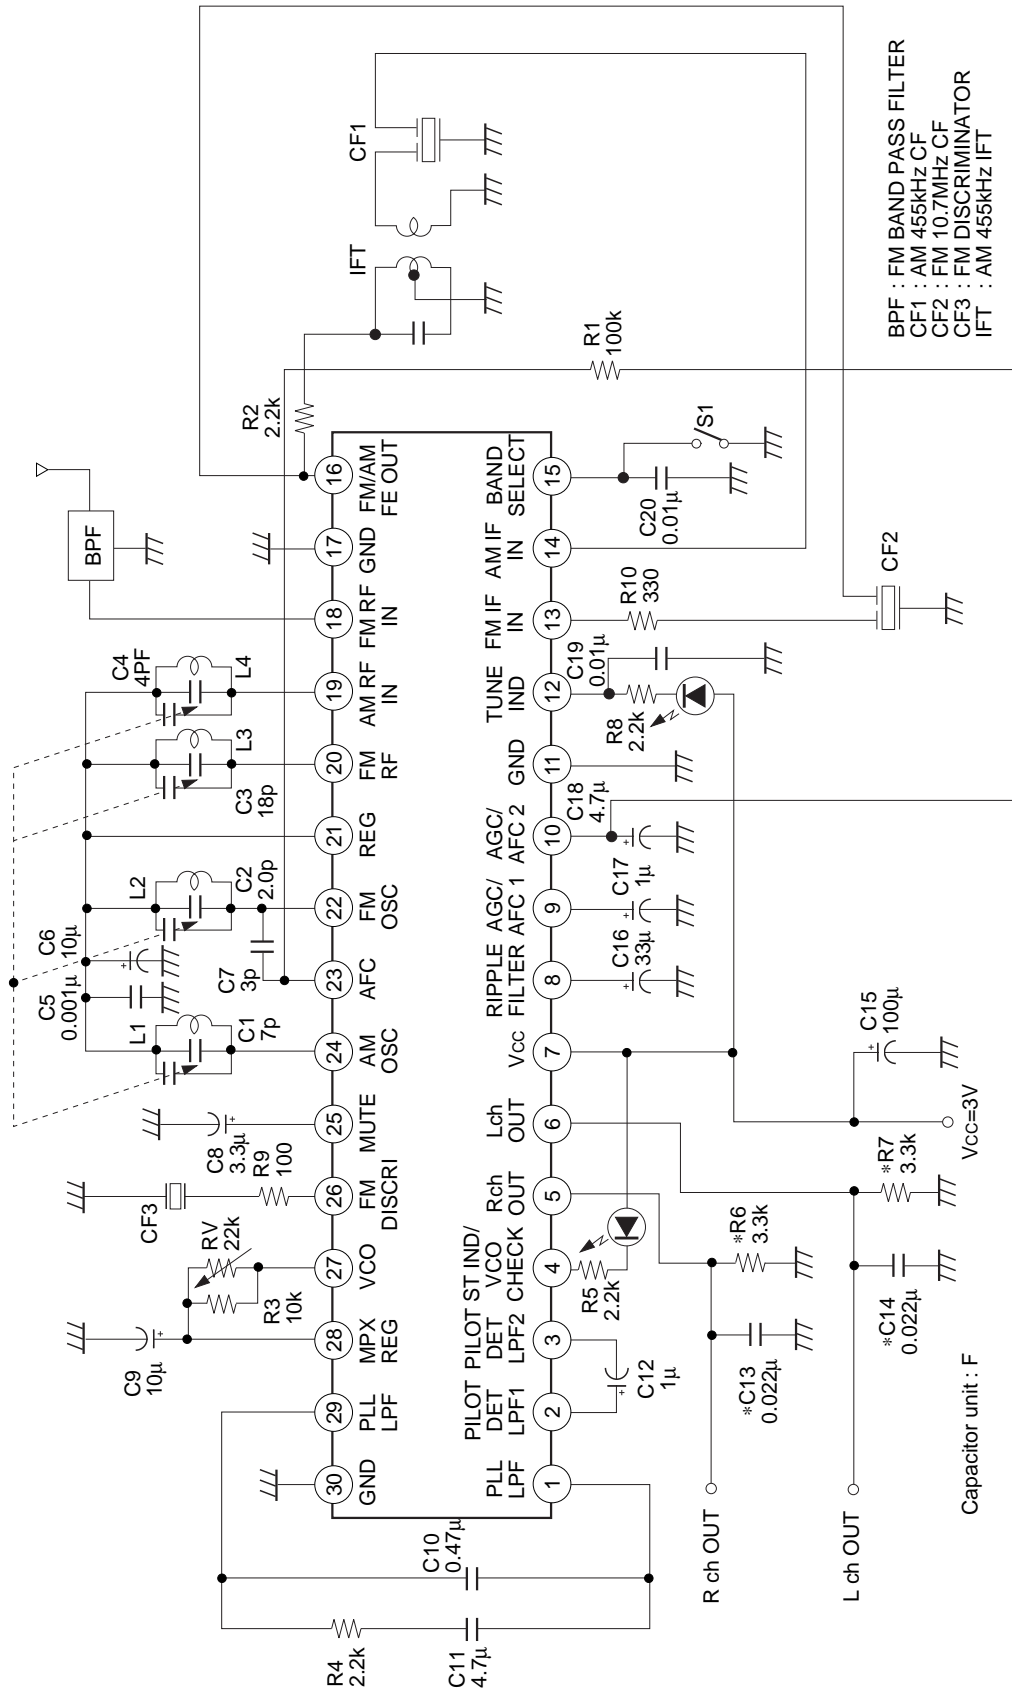 CF1
IFT
R1
100k
R2
2.2k
BPF
BPF : FM BAND PASS FILTER
CF1 : AM 455kHz CF
CF2 : FM 10.7MHz CF
CF3 : FM DISCRIMINATOR
IFT : AM 455kHz IFT
C6
10μ
C5
0.001μ
L1
C1
7p
L2
C2
2.0p
C7
3p
C3
18p
L3
C4
4PF
L4
C8
3.3μ
R9
100
CF3
RV
22k
R3
10k
C9
10μ
30
GND
29
PLL
LPF
28
MPX
REG
27
VCO
26
FM
DISCRI
25
MUTE
24
AM
OSC
23
AFC
22
FM
OSC
21
REG
20
FM
RF
19
AM RF
IN
18
FM RF
IN
17
GND
16
FM/AM
FE OUT
1
PLL
LPF
2
PILOT
DET
LPF1
3
PILOT
DET
LPF2
4
ST IND/
VCO
CHECK
5
Rch
OUT
6
Lch
OUT
7
VCC
8
RIPPLE
FILTER
9
AGC/
AFC 1
10
AGC/
AFC 2
11
GND
12
TUNE
IND
13
FM IF
IN
14
AM IF
IN
15
BAND
SELECT
R4
2.2k
C11
4.7μ
C10
0.47μ
C12
1μ
R5
2.2k
C16
33μ
C17
1μ
C18
4.7μ
R8
2.2k
C19
0.01μ
R10
330
C20
0.01μ
S1
CF2
C15
100μ
VCC=3V
*R6
3.3k
*C13
0.022μ
*R7
3.3k
*C14
0.022μ
R ch OUT
L ch OUT
Capacitor unit : F